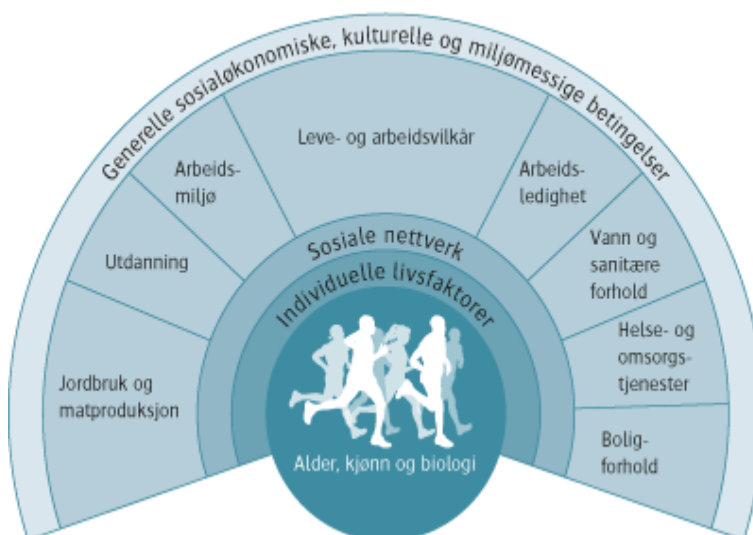 Generelle sosialøkonomiske, kulturelle og miljømessige betingelser
Leve- og arbeidsvilkår
Arbeids-
miljø
Arbeids-
ledighet
Utdanning
Vann og
sanitære
forhold
Jordbruk og
matproduksjon
Helse- og
omsorgs-
tjenester
Bolig-
forhold
Sosiale nettverk
Individuelle livsfaktorer
Alder, kjønn og biologi